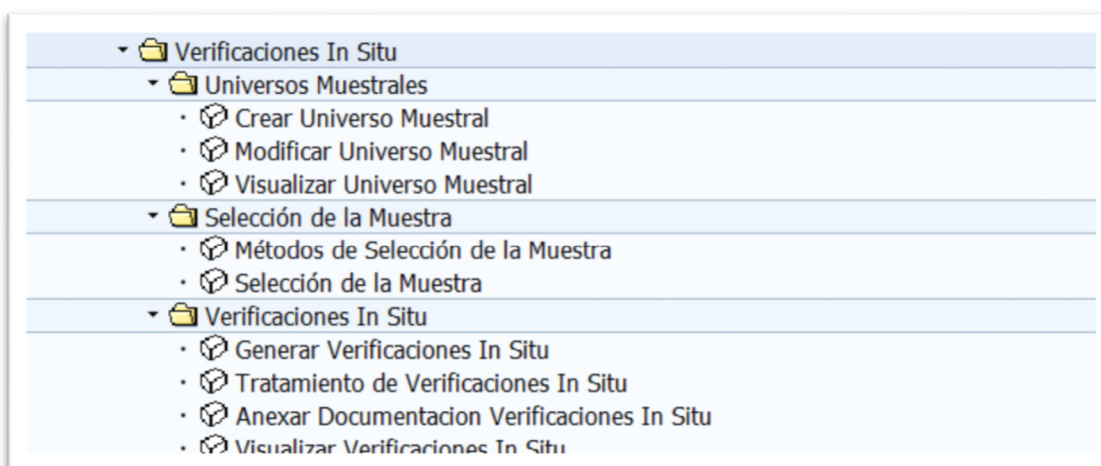 Verificaciones In Situ
Universos Muestrales
Crear Universo Muestral
Modificar Universo Muestral
Visualizar Universo Muestral
Selección de la Muestra
Métodos de Selección de la Muestra
Selección de la Muestra
Verificaciones In Situ
Generar Verificaciones In Situ
Tratamiento de Verificaciones In Situ
Anexar Documentacion Verificaciones In Situ
Visualizar Verificaciones In Situ